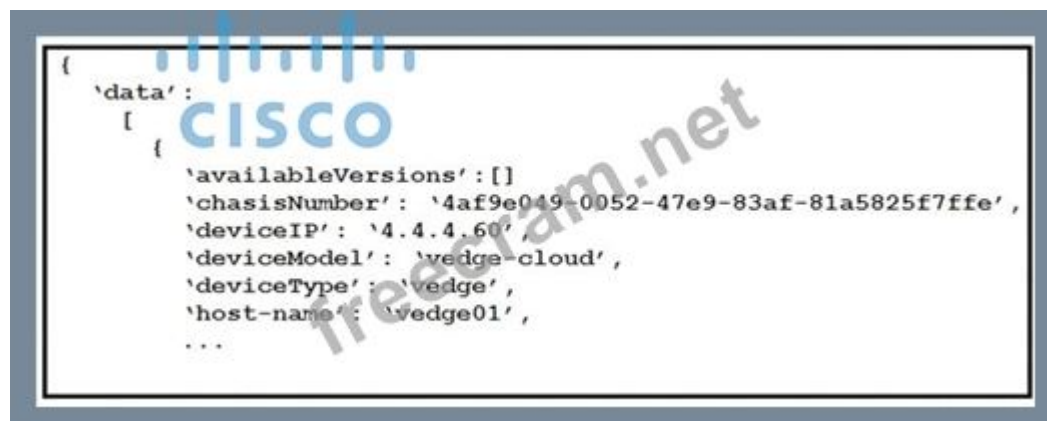 {
CISCO
‘data’:
[
{
‘availableVersions’:[]
‘chasisNumber’: ‘4af9e049-0052-47e9-83af-81a5825f7ffe’,
‘deviceIP’: ‘4.4.4.60’,
‘deviceModel’: ‘vedge-cloud’,
‘deviceType’: ‘vedge’,
‘host-name’: ‘vedge01’,
...
freecram.net